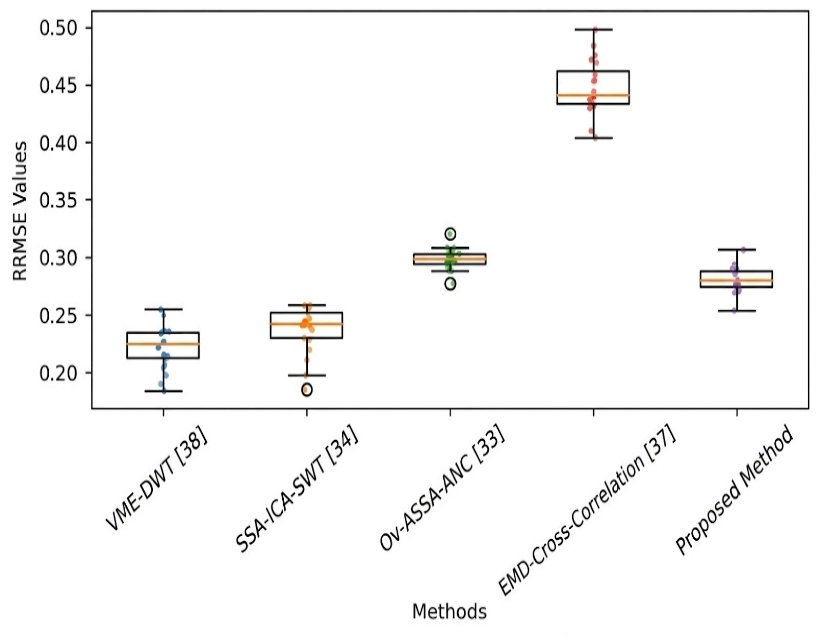 0.50
0.45
0.40
0.35
0.30
0.25
0.20
RRMSE Values
VME-DWT [38]
SSA-ICA-SWT [34]
Ov-ASSA-ANC [33]
EMD-Cross-Correlation [37]
Proposed Method
Methods